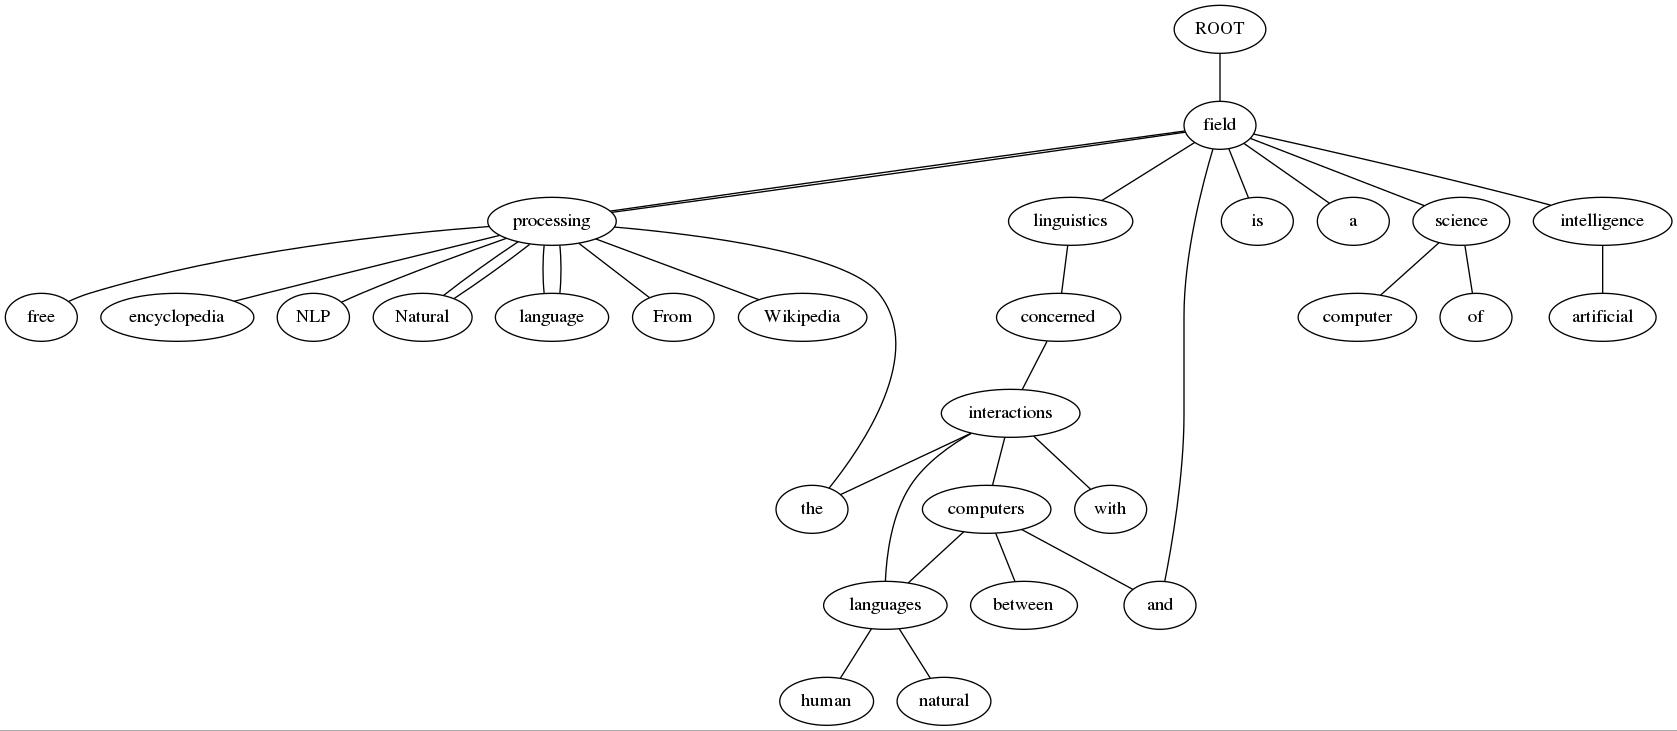 ROOT
field
processing linguistics is a science intelligence
free encyclopedia NLP Natural language From Wikipedia concerned computer of artificial
interactions
the computers with
languages between and
human natural